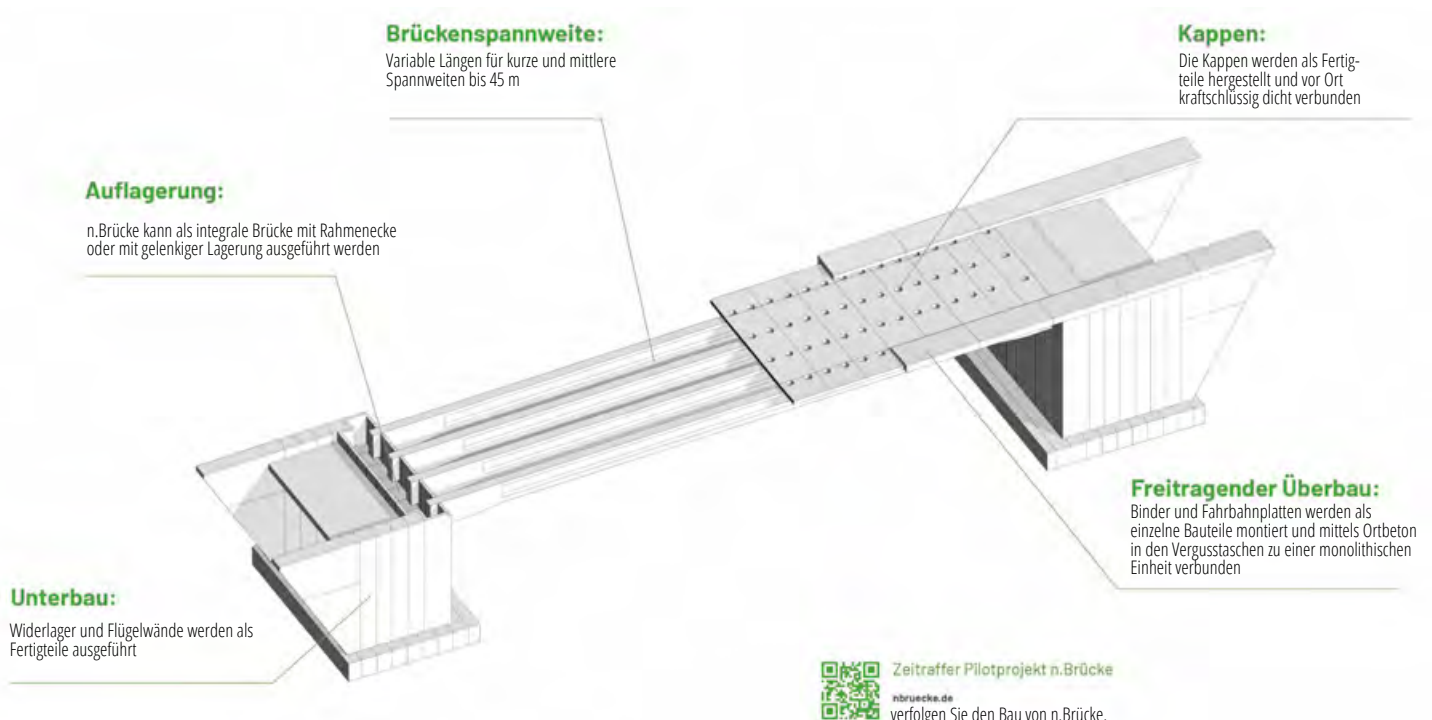 Brückenspannweite:
Variable Längen für kurze und mittlere
Spannweiten bis 45 m
Kappen:
Die Kappen werden als Fertig-
teile hergestellt und vor Ort
kraftschlüssig dicht verbunden
Auflagerung:
n.Brücke kann als integrale Brücke mit Rahmenecke
oder mit gelenkiger Lagerung ausgeführt werden
Freitragender Überbau:
Binder und Fahrbahnplatten werden als
einzelne Bauteile montiert und mittels Ortbeton
in den Vergusstaschen zu einer monolithischen
Einheit verbunden
Unterbau:
Widerlager und Flügelwände werden als
Fertigteile ausgeführt
Zeitraffer Pilotprojekt n.Brücke
nbruecke.de
verfolgen Sie den Bau von n.Brücke.